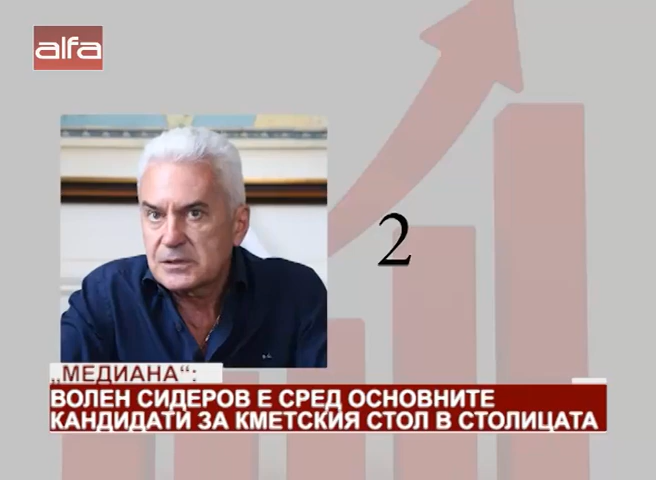 alfa
2
„МЕДИАНА“:
ВОЛЕН СИДЕРОВ Е СРЕД ОСНОВНИТЕ
КАНДИДАТИ ЗА КМЕТСКИЯ СТОЛ В СТОЛИЦАТА